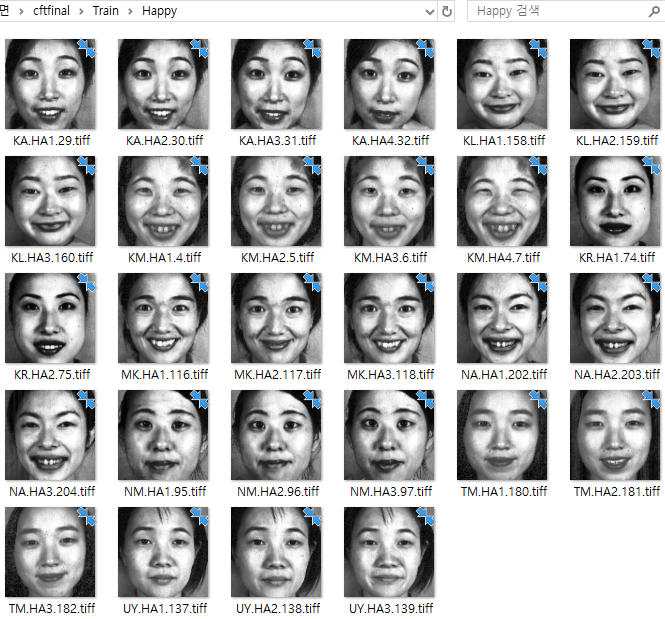 면 > cftfinal > Train > Happy
Happy 검색
KA.HA1.29.tiff KA.HA2.30.tiff KA.HA3.31.tiff KA.HA4.32.tiff KL.HA1.158.tiff KL.HA2.159.tiff
KL.HA3.160.tiff KM.HA1.4.tiff KM.HA2.5.tiff KM.HA3.6.tiff KM.HA4.7.tiff KR.HA1.74.tiff
KR.HA2.75.tiff MK.HA1.116.tiff MK.HA2.117.tiff MK.HA3.118.tiff NA.HA1.202.tiff NA.HA2.203.tiff
NA.HA3.204.tiff NM.HA1.95.tiff NM.HA2.96.tiff NM.HA3.97.tiff TM.HA1.180.tiff TM.HA2.181.tiff
TM.HA3.182.tiff UY.HA1.137.tiff UY.HA2.138.tiff UY.HA3.139.tiff